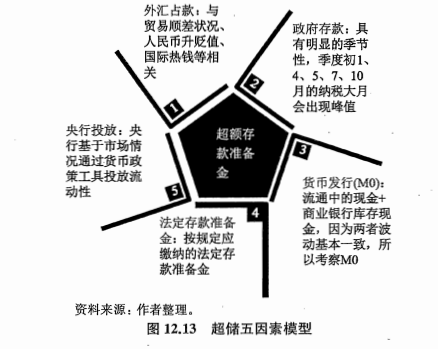 外汇占款：与
贸易顺差状况、
人民币升贬值、
国际热钱等相
关
1
政府存款：具
有明显的季节
性，季度初1、
4、5、7、10
月的纳税大月
会出现峰值
2
超额存
款准备
金
3
货币发行(M0)：
流通中的现金+
商业银行库存现
金，因为两者波
动基本一致，所
以考察M0
4
法定存款准备
金：按规定应
缴纳的法定存
款准备金
5
央行投放：央
行基于市场情
况通过货币政
策工具投放流
动性
资料来源：作者整理。
图 12.13 超储五因素模型